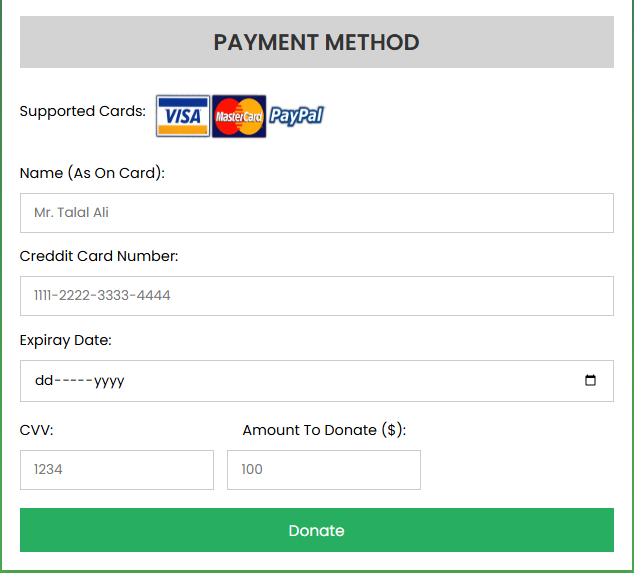 PAYMENT METHOD
Supported Cards: VISA MasterCard PayPal
Name (As On Card):
Mr. Talal Ali
Creddit Card Number:
1111-2222-3333-4444
Expiray Date:
dd-----yyyy
CVV: Amount To Donate ($):
1234 100
Donate